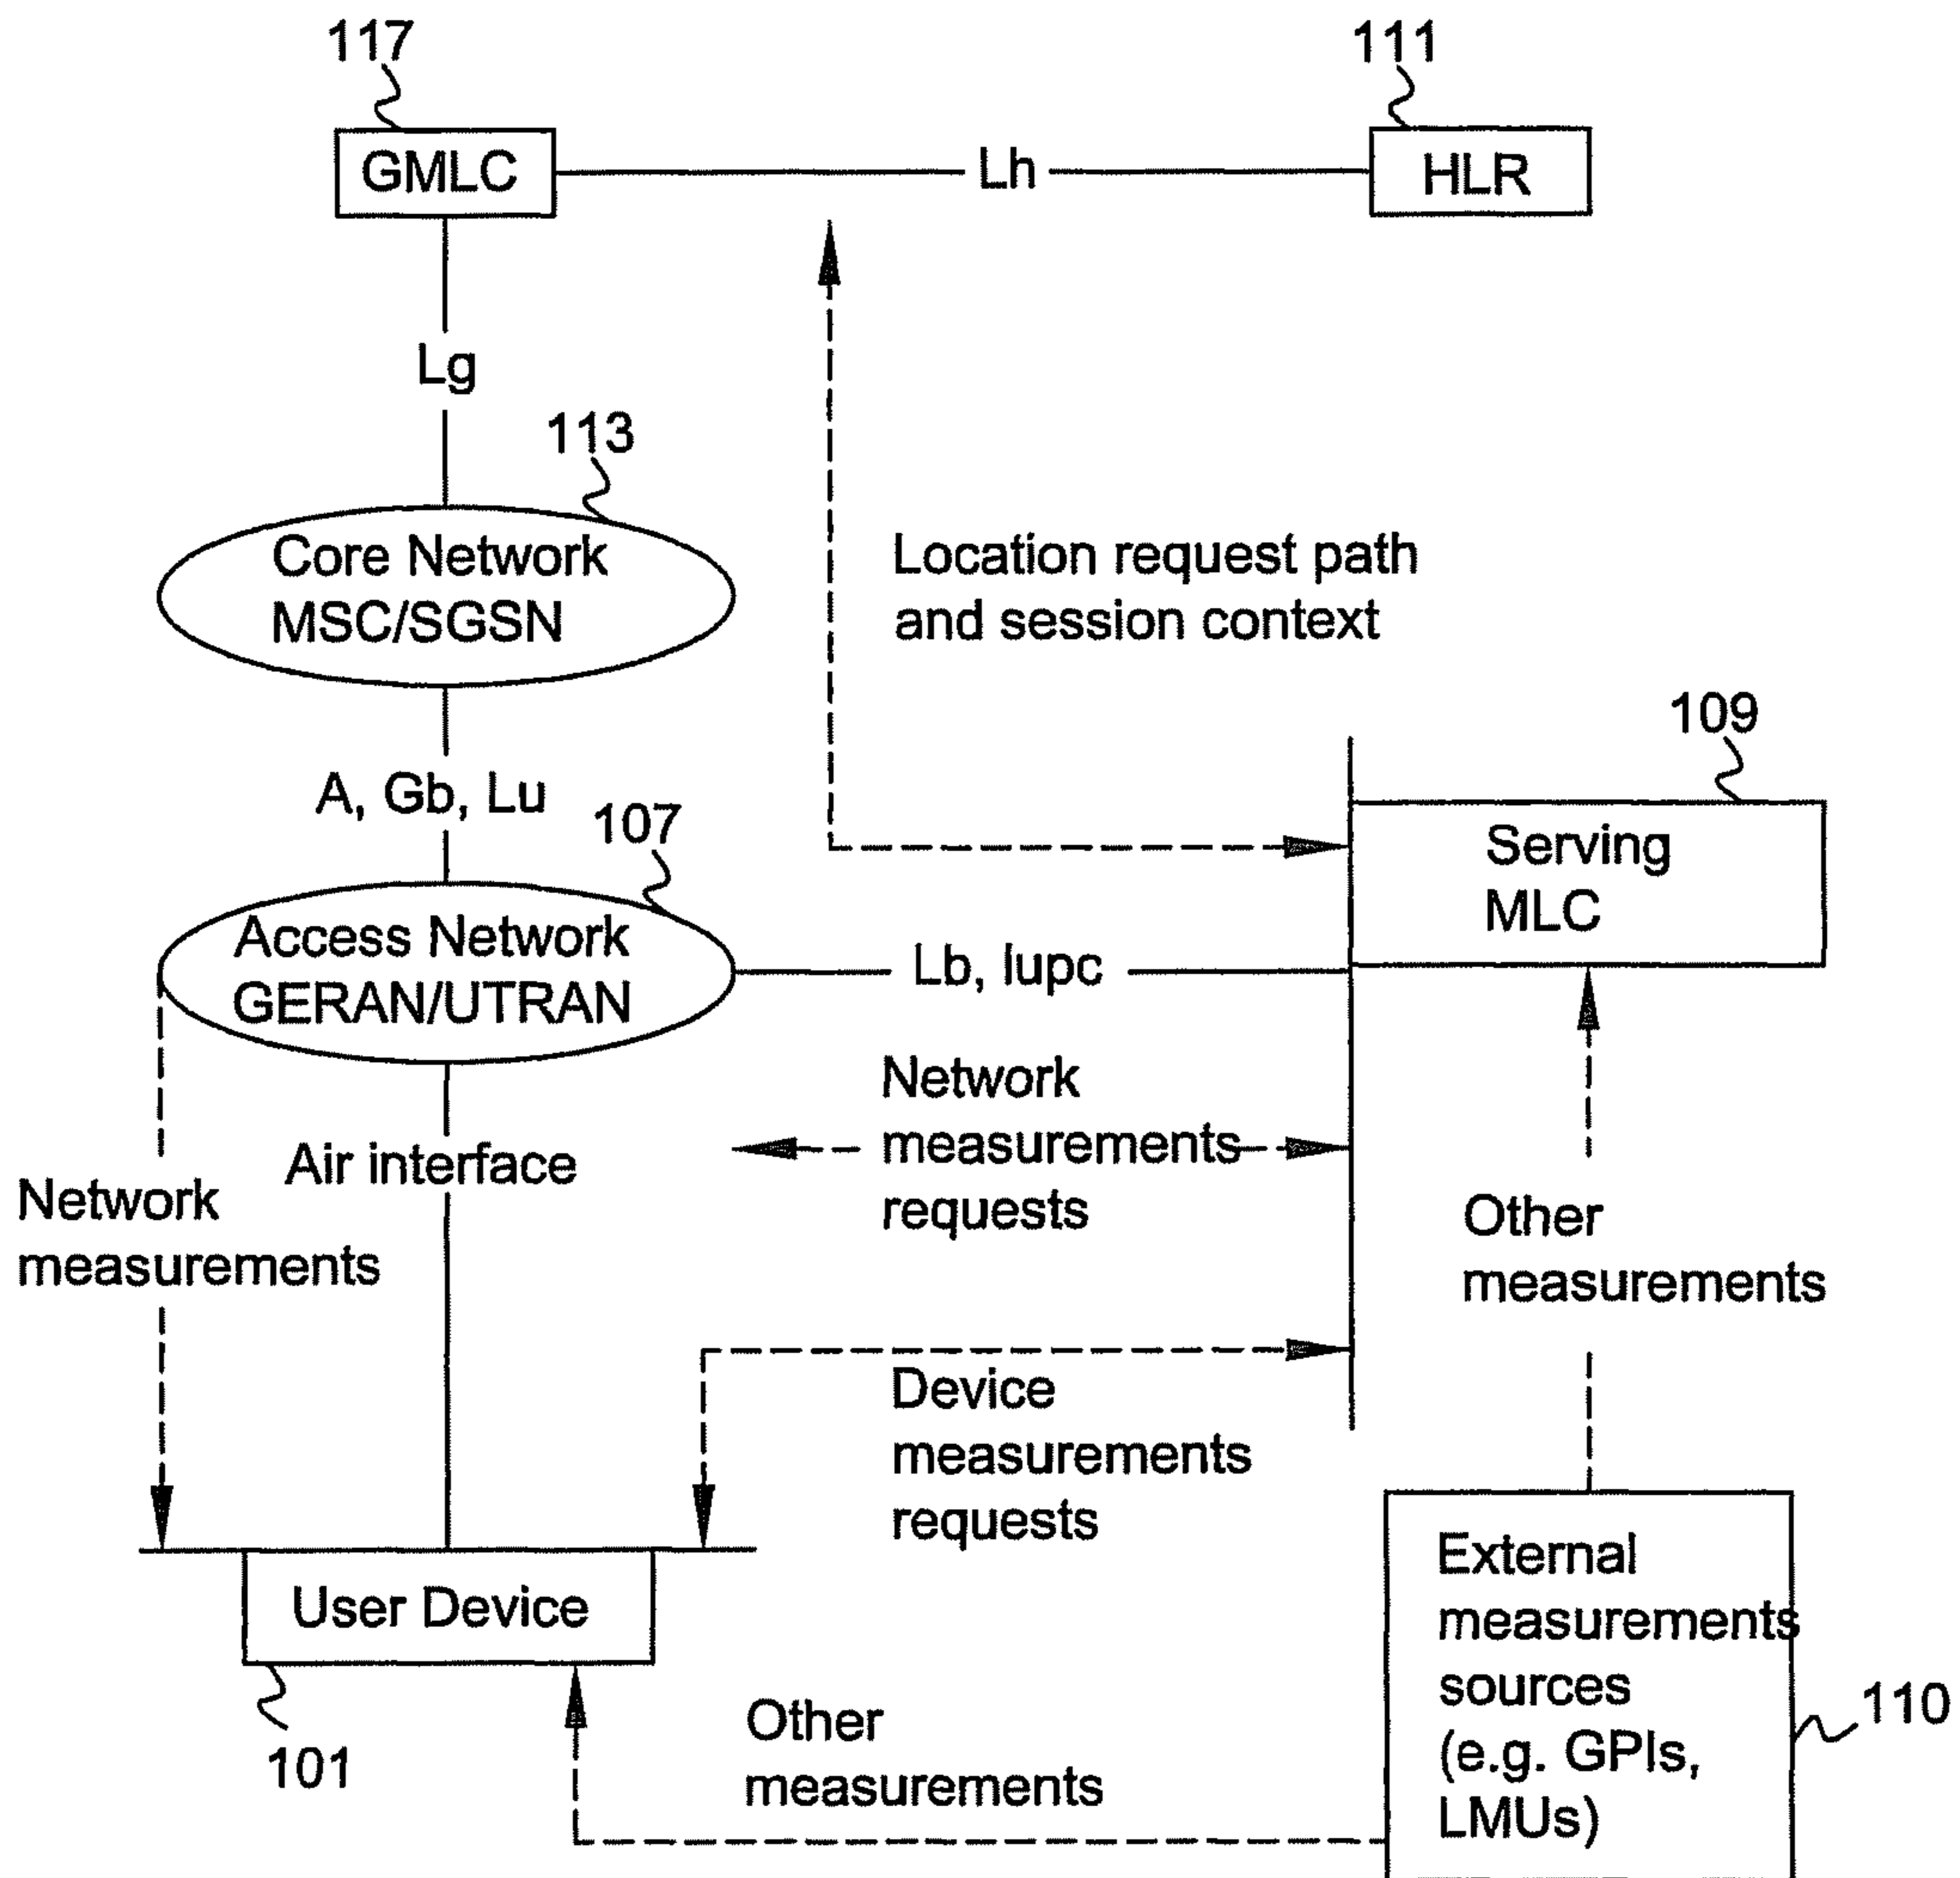 117
111
GMLC
Lh
HLR
Lg
113
Core Network
MSC/SGSN
Location request path
and session context
109
A, Gb, Lu
107
Serving
MLC
Access Network
GERAN/UTRAN
Lb, Iupc
Network
measurements
requests
Air interface
Network
measurements
Other
measurements
Device
measurements
requests
External
measurements
sources
(e.g. GPIs,
LMUs)
110
User Device
101
Other
measurements